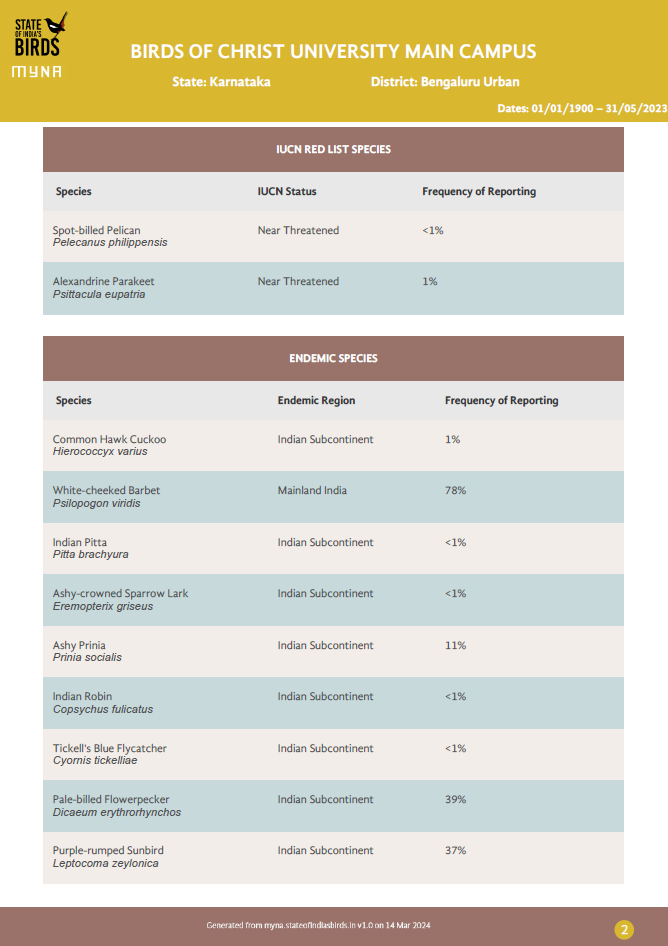 STATE
OF INDIA'S
BIRDS
MYNA
BIRDS OF CHRIST UNIVERSITY MAIN CAMPUS
State: Karnataka District: Bengaluru Urban
Dates: 01/01/1900 – 31/05/2023
IUCN RED LIST SPECIES
Species IUCN Status Frequency of Reporting
Spot-billed Pelican Near Threatened <1%
Pelecanus philippensis
Alexandrine Parakeet Near Threatened 1%
Psittacula eupatria
ENDEMIC SPECIES
Species Endemic Region Frequency of Reporting
Common Hawk Cuckoo Indian Subcontinent 1%
Hierococcyx varius
White-cheeked Barbet Mainland India 78%
Psilopogon viridis
Indian Pitta Indian Subcontinent <1%
Pitta brachyura
Ashy-crowned Sparrow Lark Indian Subcontinent <1%
Eremopterix griseus
Ashy Prinia Indian Subcontinent 11%
Prinia socialis
Indian Robin Indian Subcontinent <1%
Copsychus fulicatus
Tickell's Blue Flycatcher Indian Subcontinent <1%
Cyornis tickelliae
Pale-billed Flowerpecker Indian Subcontinent 39%
Dicaeum erythrorhynchos
Purple-rumped Sunbird Indian Subcontinent 37%
Leptocoma zeylonica
Generated from myna.stateofindiasbirds.in v1.0 on 14 Mar 2024
2